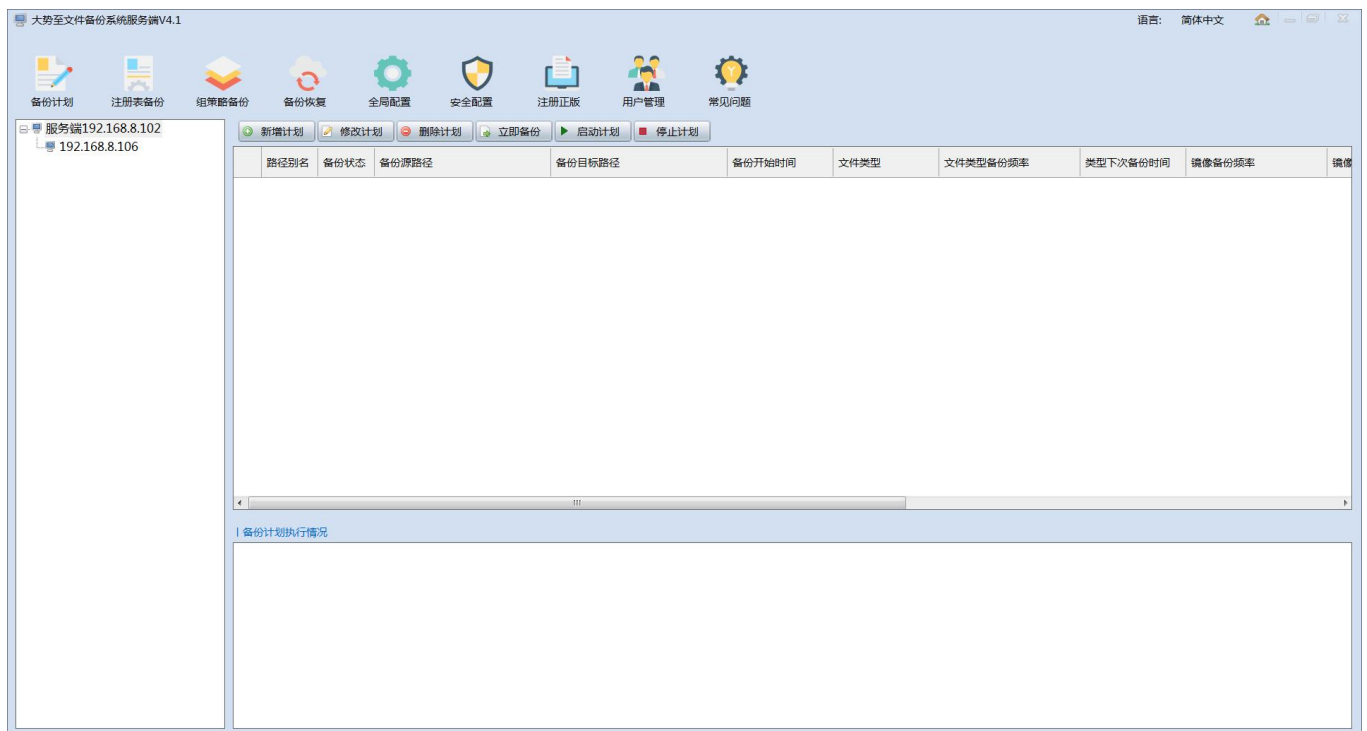 大势至文件备份系统服务端V4.1 语言: 简体中文
备份计划 注册表备份 组策略备份 备份恢复 全局配置 安全配置 注册正版 用户管理 常见问题
服务端192.168.8.102
192.168.8.106
新增计划 修改计划 删除计划 立即备份 启动计划 停止计划
路径别名 备份状态 备份源路径 备份目标路径 备份开始时间 文件类型 文件类型备份频率 类型下次备份时间 镜像备份频率 镜像
备份计划执行情况